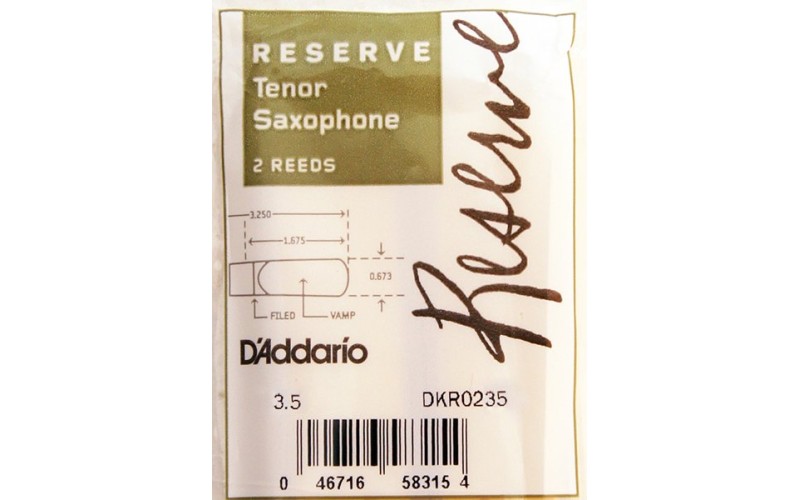 RESERVE
Tenor
Saxophone
2 REEDS
Reserve
3.250
1.675
0.673
FILED VAMP
D'Addario
3.5 DKR0235
0 46716 58315 4